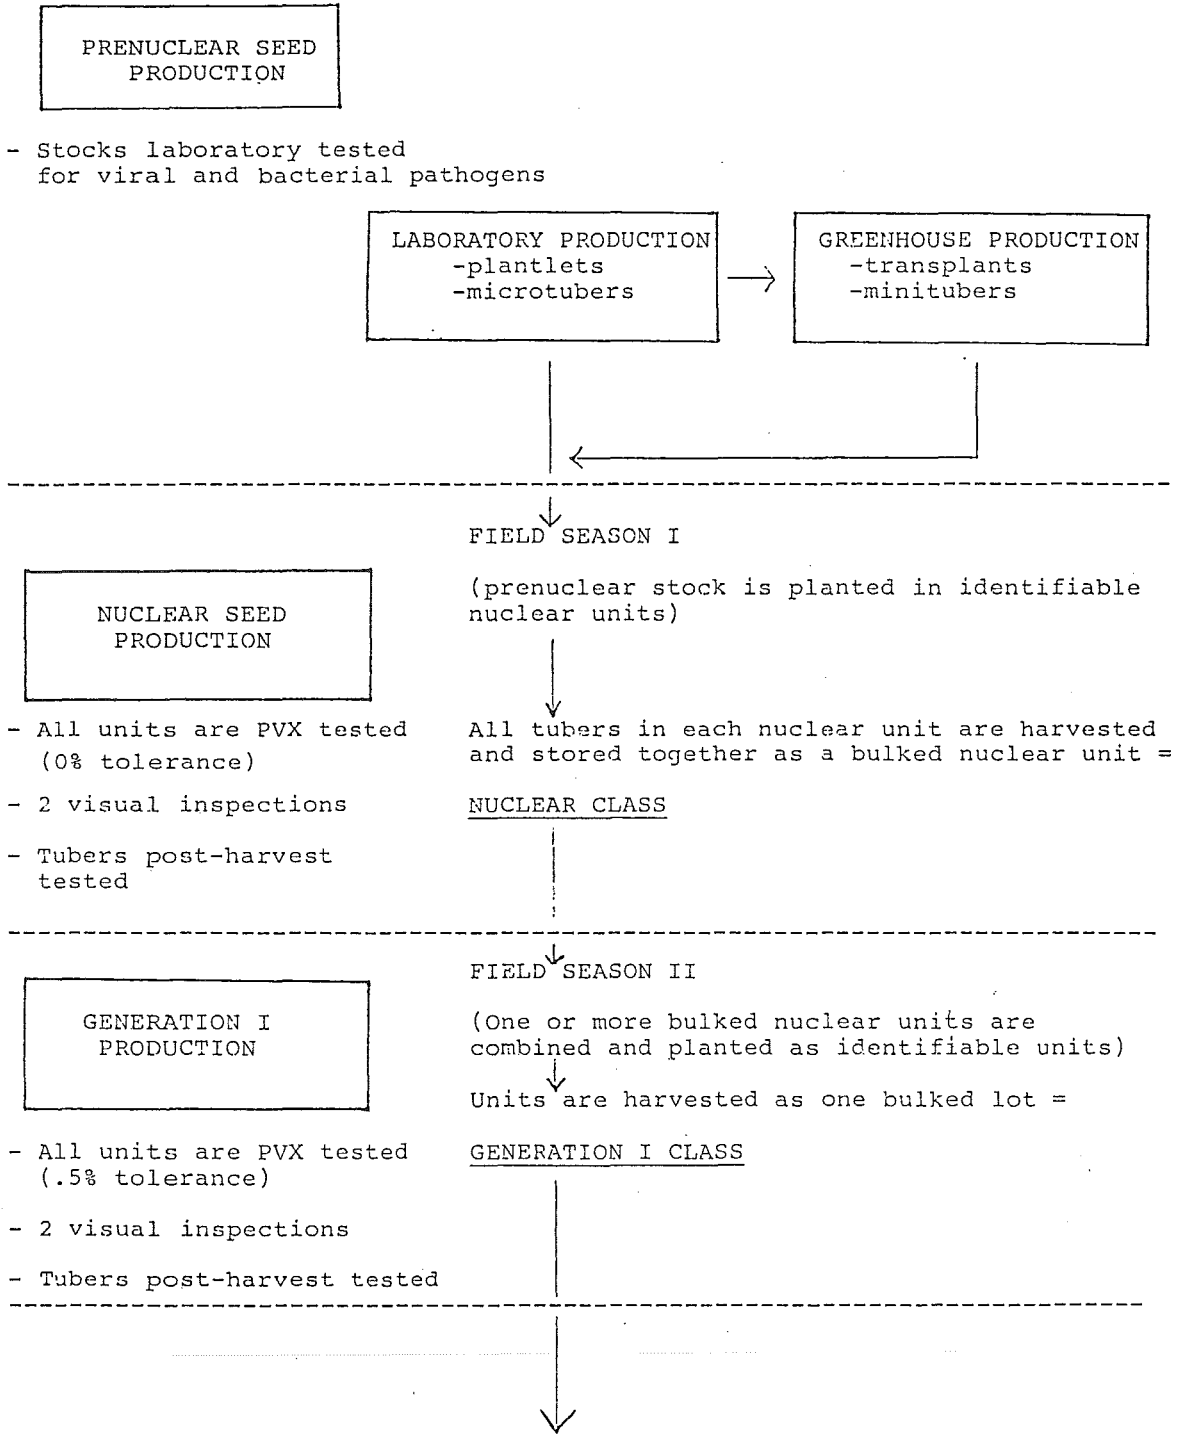 PRENUCLEAR SEED
PRODUCTION
- Stocks laboratory tested
for viral and bacterial pathogens
LABORATORY PRODUCTION
-plantlets
-microtubers
GREENHOUSE PRODUCTION
-transplants
-minitubers
FIELD SEASON I
(prenuclear stock is planted in identifiable
nuclear units)
NUCLEAR SEED
PRODUCTION
- All units are PVX tested
(0% tolerance)
- 2 visual inspections
- Tubers post-harvest
tested
All tubers in each nuclear unit are harvested
and stored together as a bulked nuclear unit =
NUCLEAR CLASS
FIELD SEASON II
(One or more bulked nuclear units are
combined and planted as identifiable units)
Units are harvested as one bulked lot =
GENERATION I CLASS
GENERATION I
PRODUCTION
- All units are PVX tested
(.5% tolerance)
- 2 visual inspections
- Tubers post-harvest tested